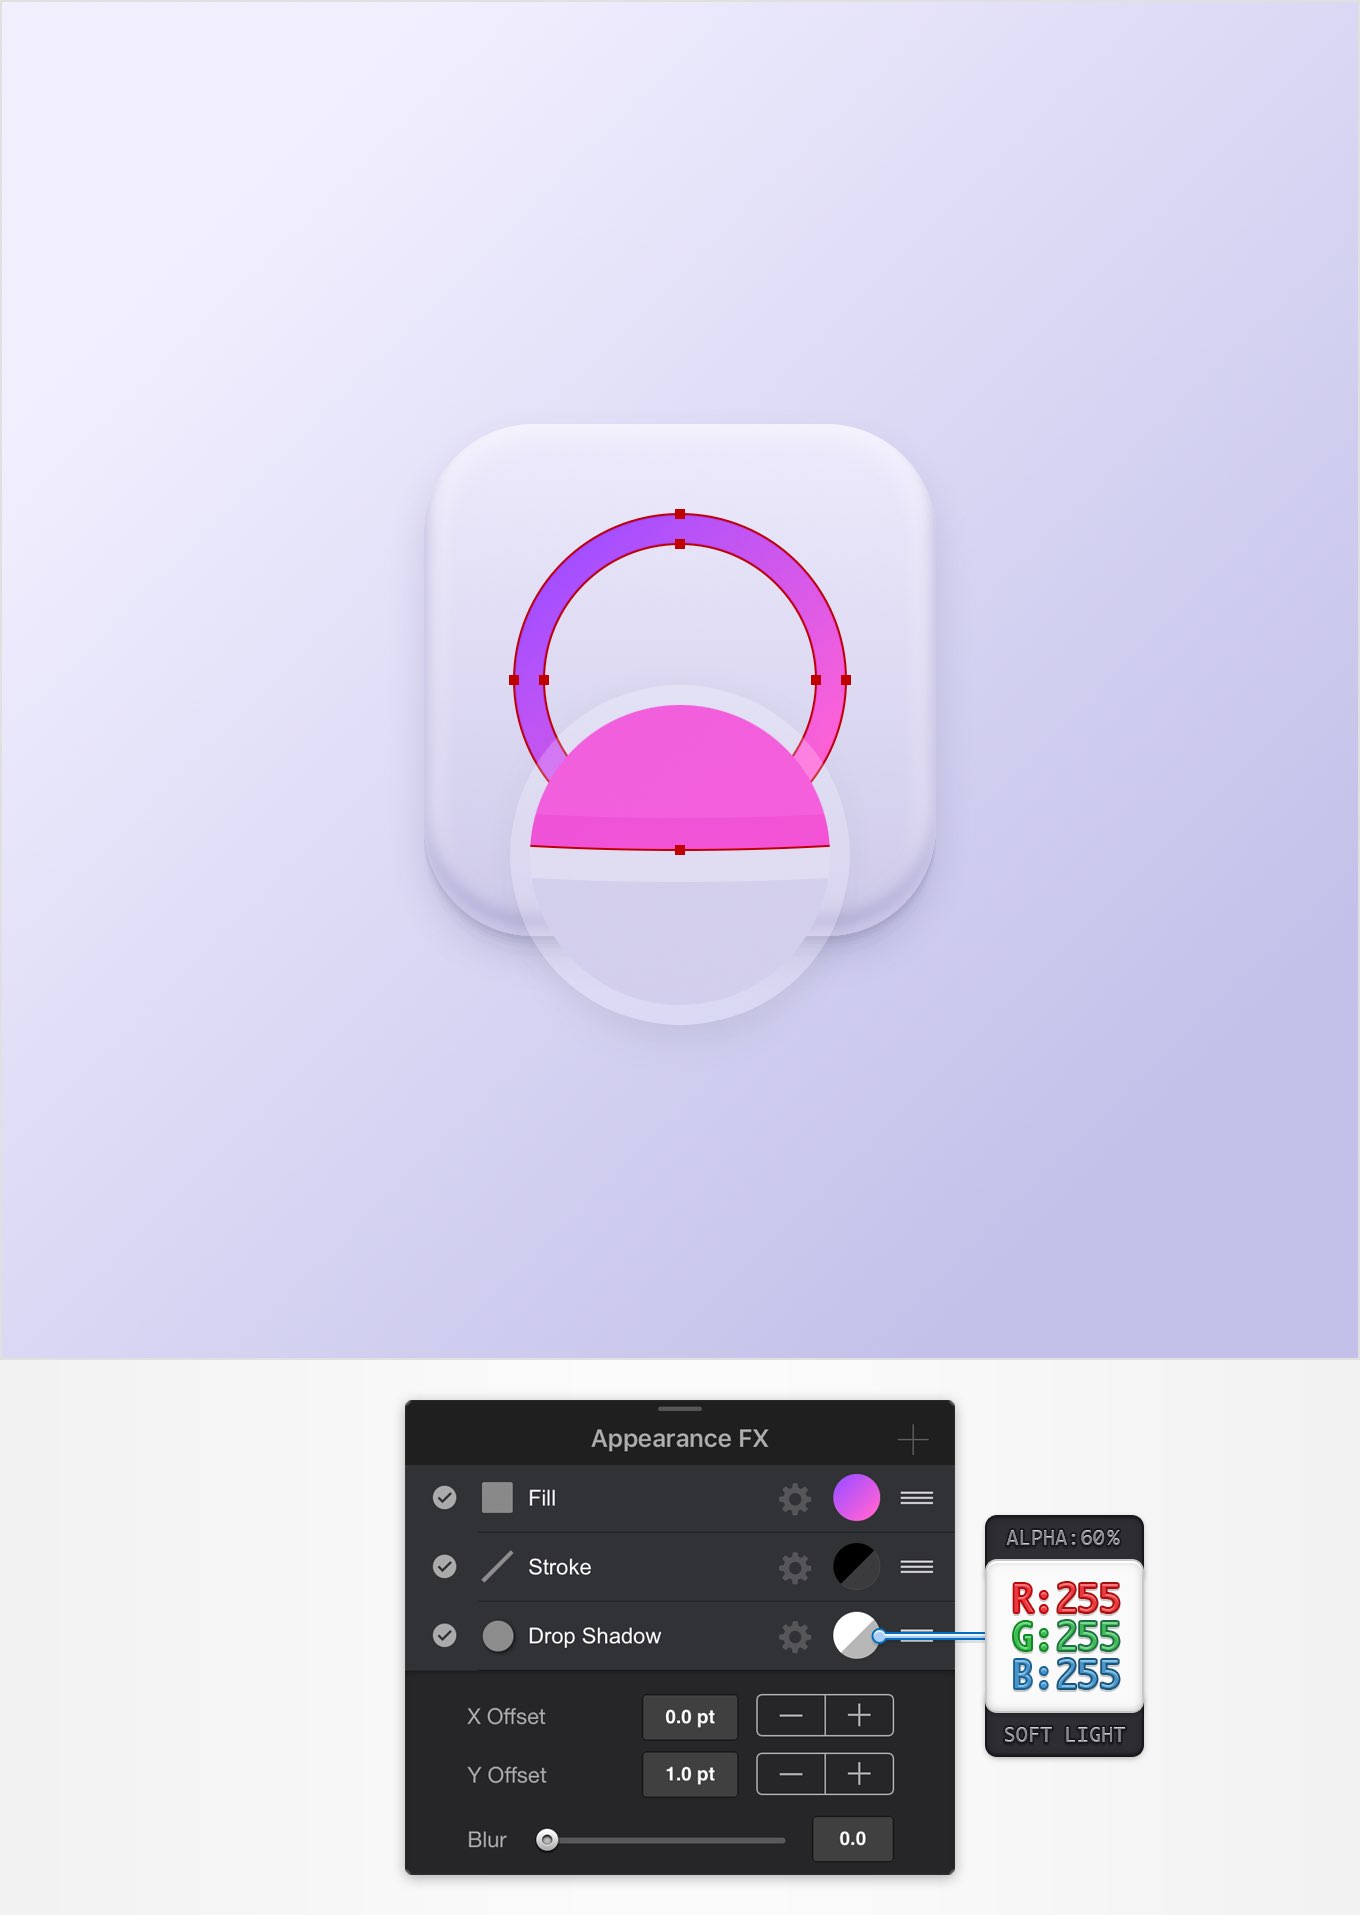 Appearance FX
Fill
Stroke
Drop Shadow
X Offset 0.0 pt
Y Offset 1.0 pt
Blur 0.0
ALPHA:60%
R:255
G:255
B:255
SOFT LIGHT